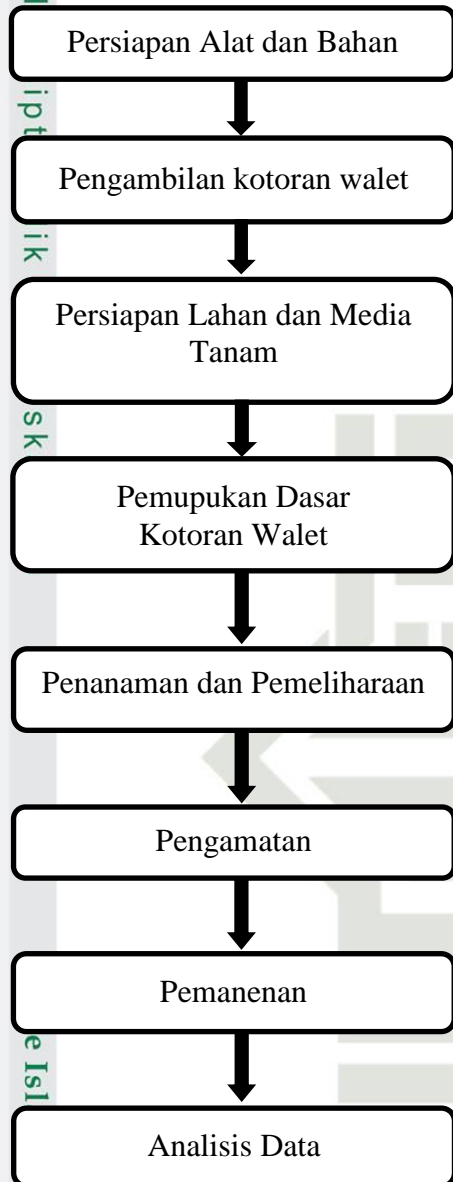 Persiapan Alat dan Bahan
Pengambilan kotoran walet
Persiapan Lahan dan Media
Tanam
Pemupukan Dasar
Kotoran Walet
Penanaman dan Pemeliharaan
Pengamatan
Pemanenan
Analisis Data